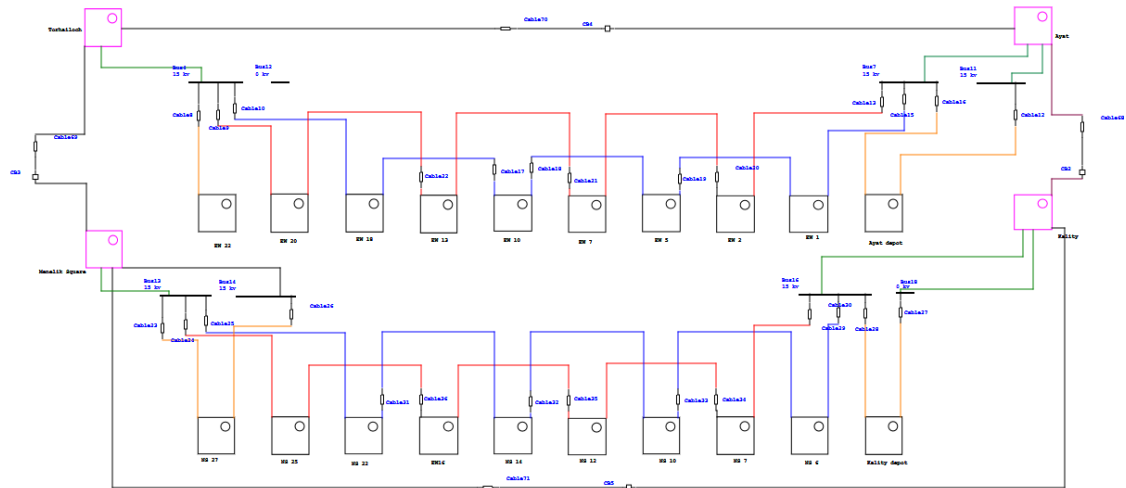 Cable70
CB4
Torhailoch
Ayat
Bus6
15 kv
Bus12
0 kv
Bus7
15 kv
Bus11
15 kv
Cable8
Cable9
Cable10
Cable13
Cable15
Cable16
Cable12
Cable68
Cable69
CB3
CB2
Cable22
Cable17
Cable18
Cable21
Cable19
Cable20
EW 22
EW 20
EW 18
EW 13
EW 10
EW 7
EW 5
EW 2
EW 1
Ayat depot
Kality
Menelik Square
Bus13
15 kv
Bus14
15 kv
Bus16
15 kv
Bus18
0 kv
Cable23
Cable24
Cable25
Cable26
Cable30
Cable29
Cable28
Cable27
Cable31
Cable36
Cable32
Cable35
Cable33
Cable34
NS 27
NS 25
NS 22
EW16
NS 14
NS 12
NS 10
NS 7
NS 6
Kality depot
Cable71
CB5